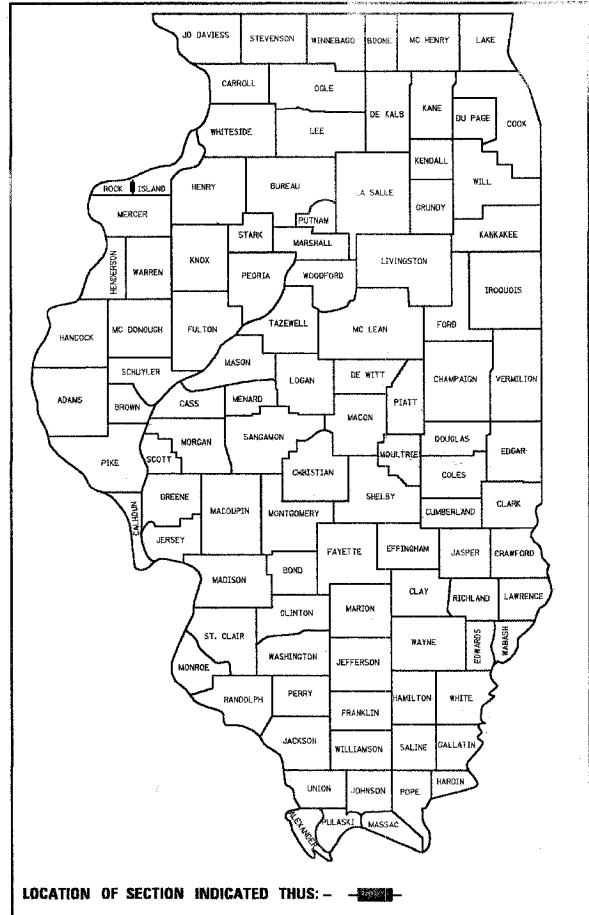 JO DAVIESS
STEVENSON
WINNEBAGO
BOONE
MC HENRY
LAKE
CARROLL
OGLE
DE KALB
KANE
DU PAGE
COOK
WHITESIDE
LEE
KENDALL
WILL
ROCK ISLAND
HENRY
BUREAU
LA SALLE
GRUNDY
MERCER
PUTNAM
KANKAKEE
STARK
MARSHALL
HENDERSON
WARREN
KNOX
PEORIA
WOODFORD
LIVINGSTON
IROQUOIS
HANCOCK
MC DONOUGH
FULTON
TAZEWELL
MC LEAN
FORD
MASON
SCHUYLER
LOGAN
DE WITT
CHAMPAIGN
VERMILION
ADAMS
BROWN
CASS
MENARD
MACON
PIATT
MORGAN
SANGAMON
DOUGLAS
PIKE
SCOTT
CHRISTIAN
MOULTRIE
COLES
EDGAR
GREENE
MACOUPIN
MONTGOMERY
SHELBY
CUMBERLAND
CLARK
CALHOUN
JERSEY
FAYETTE
EFFINGHAM
JASPER
CRAWFORD
MADISON
BOND
CLAY
RICHLAND
LAWRENCE
CLINTON
MARION
ST. CLAIR
WAYNE
EDWARDS
WABASH
WASHINGTON
JEFFERSON
MONROE
RANDOLPH
PERRY
HAMILTON
WHITE
FRANKLIN
JACKSON
WILLIAMSON
SALINE
GALLATIN
UNION
JOHNSON
POPE
HARDIN
ALEXANDER
PULASKI
MASSAC
LOCATION OF SECTION INDICATED THUS: -